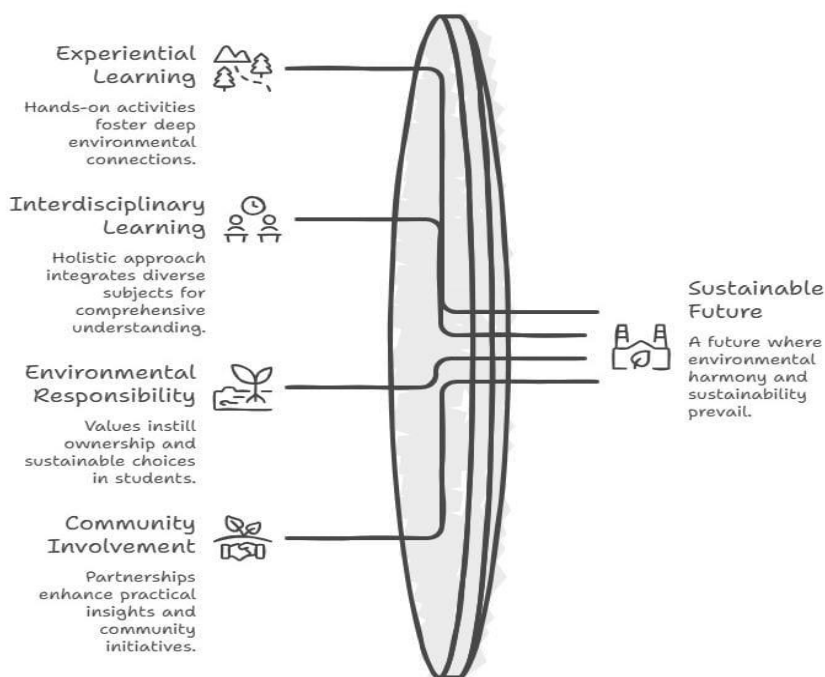 Experiential
Learning
Hands-on activities
foster deep
environmental
connections.
Interdisciplinary
Learning
Holistic approach
integrates diverse
subjects for
comprehensive
understanding.
Environmental
Responsibility
Values instill
ownership and
sustainable choices
in students.
Community
Involvement
Partnerships
enhance practical
insights and
community
initiatives.
Sustainable
Future
A future where
environmental
harmony and
sustainability
prevail.